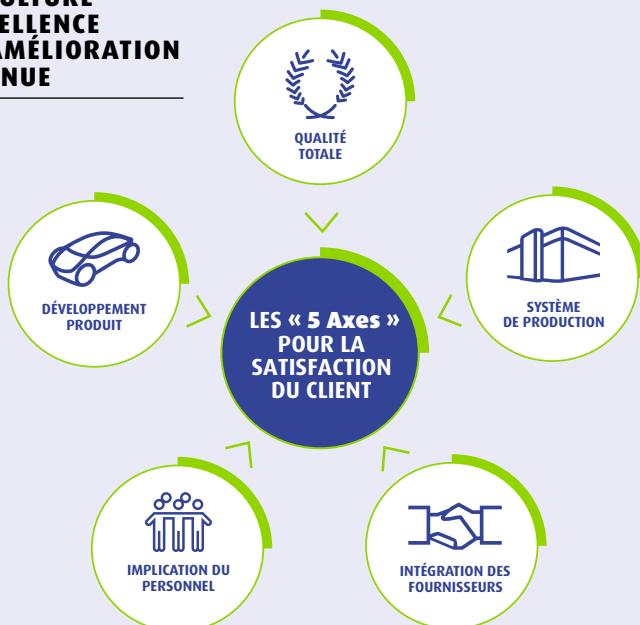 ELLENCE
AMÉLIORATION
NUE
QUALITÉ
TOTALE
DÉVELOPPEMENT
PRODUIT
LES « 5 Axes »
POUR LA
SATISFACTION
DU CLIENT
SYSTÈME
DE PRODUCTION
IMPLICATION DU
PERSONNEL
INTÉGRATION DES
FOURNISSEURS